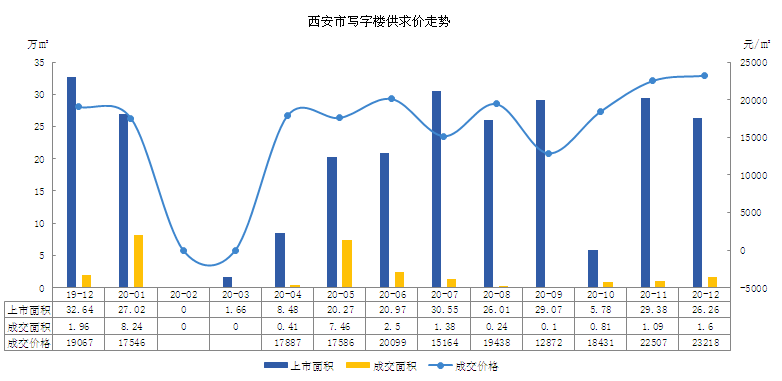 西安市写字楼供求价走势
万㎡ 元/㎡
35 25000
30 20000
25 15000
20 10000
15 5000
10 0
5 -5000
0
19-12 20-01 20-02 20-03 20-04 20-05 20-06 20-07 20-08 20-09 20-10 20-11 20-12
上市面积 32.64 27.02 0 1.66 8.48 20.27 20.97 30.55 26.01 29.07 5.78 29.38 26.26
成交面积 1.96 8.24 0 0 0.41 7.46 2.5 1.38 0.24 0.1 0.81 1.09 1.6
成交价格 19067 17546 17887 17586 20099 15164 19438 12872 18431 22507 23218
上市面积 成交面积 成交价格